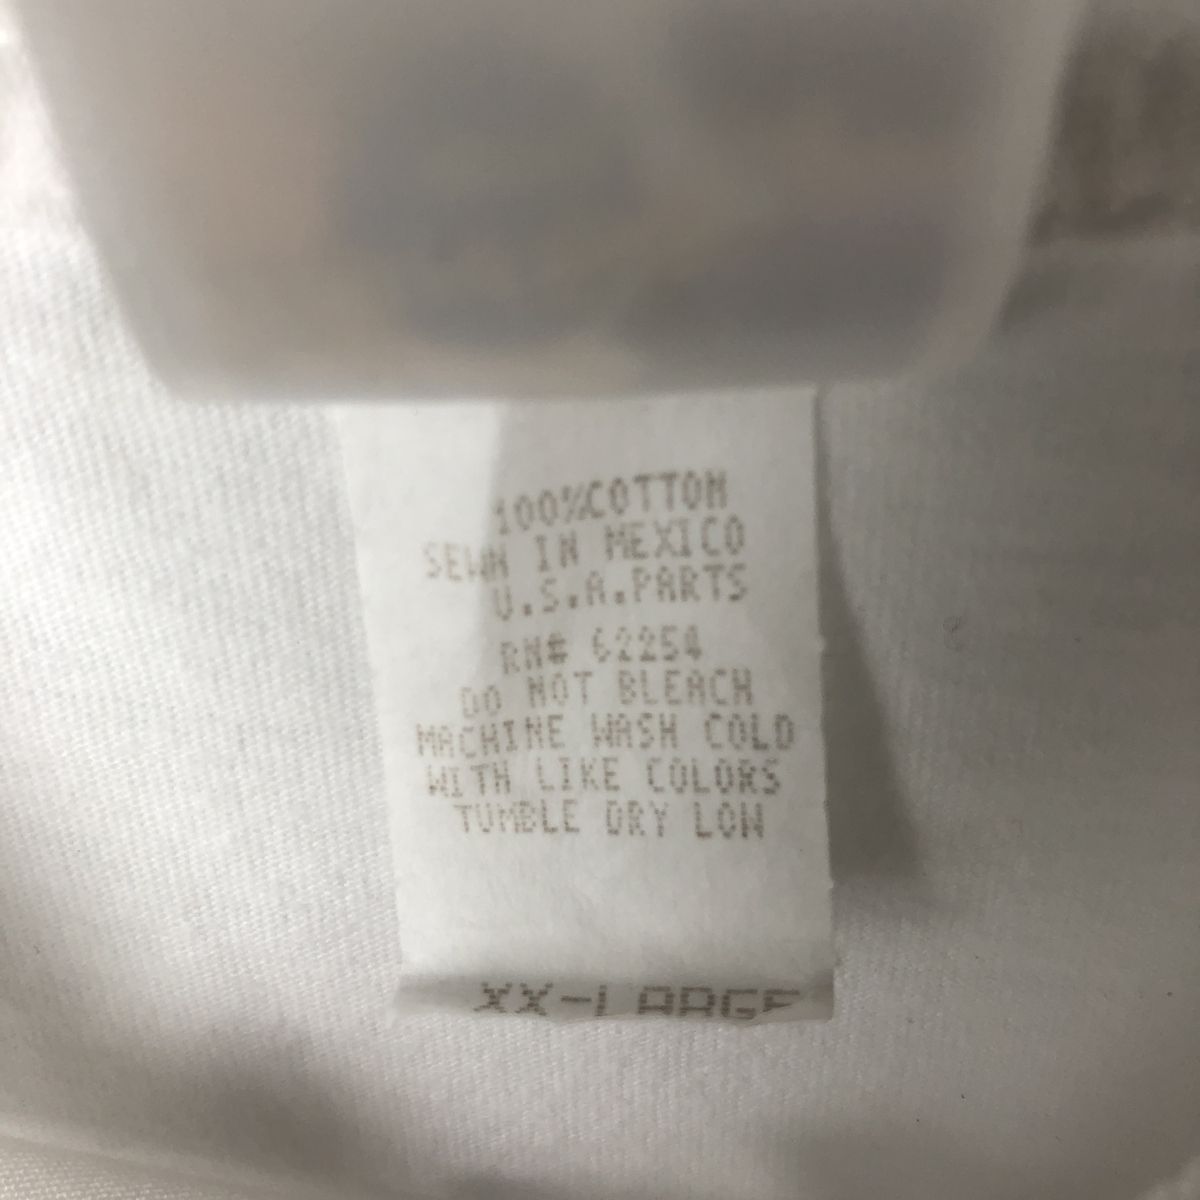 100%COTTON
SEWN IN MEXICO
U.S.A.PARTS
RN# 62254
DO NOT BLEACH
MACHINE WASH COLD
WITH LIKE COLORS
TUMBLE DRY LOW
XX-LARGE